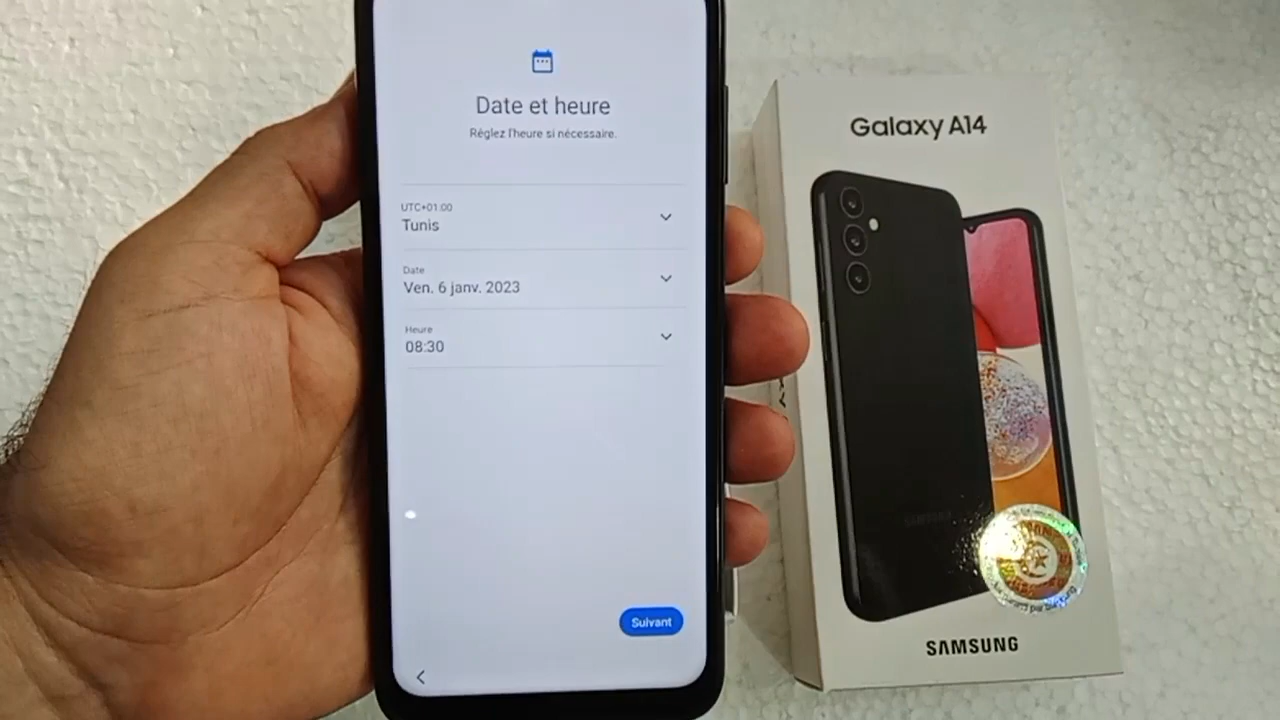 Date et heure
Réglez l'heure si nécessaire.
UTC+01:00
Tunis
Date
Ven. 6 janv. 2023
Heure
08:30
Suivant
Galaxy A14
SAMSUNG
SAMSUNG